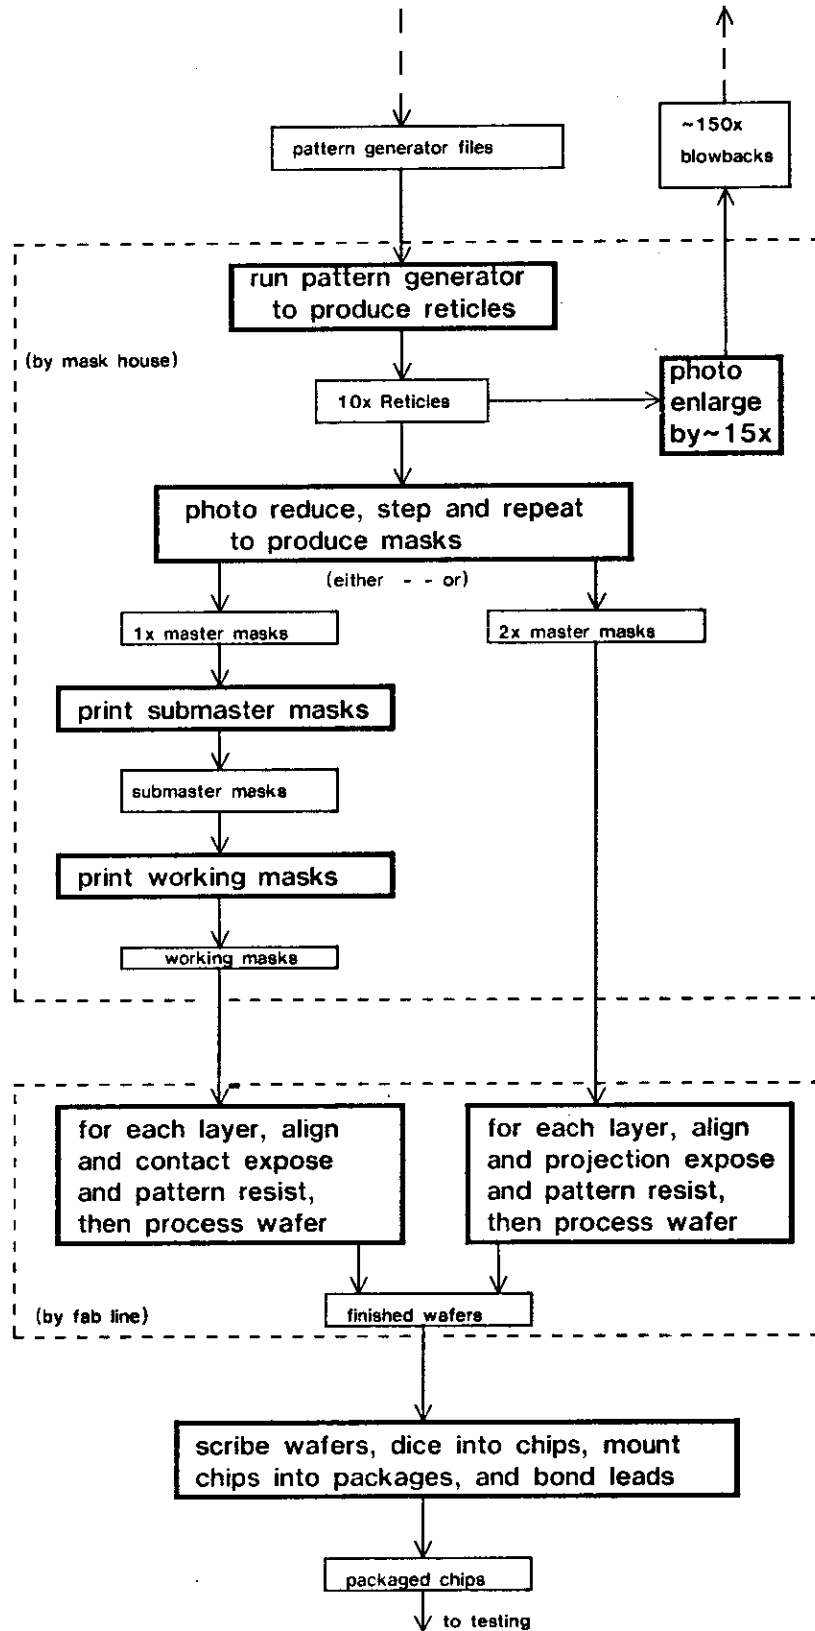 pattern generator files
~150x
blowbacks
run pattern generator
to produce reticles
(by mask house)
10x Reticles
photo
enlarge
by~15x
photo reduce, step and repeat
to produce masks
(either - - or)
1x master masks
2x master masks
print submaster masks
submaster masks
print working masks
working masks
for each layer, align
and contact expose
and pattern resist,
then process wafer
for each layer, align
and projection expose
and pattern resist,
then process wafer
(by fab line)
finished wafers
scribe wafers, dice into chips, mount
chips into packages, and bond leads
packaged chips
to testing